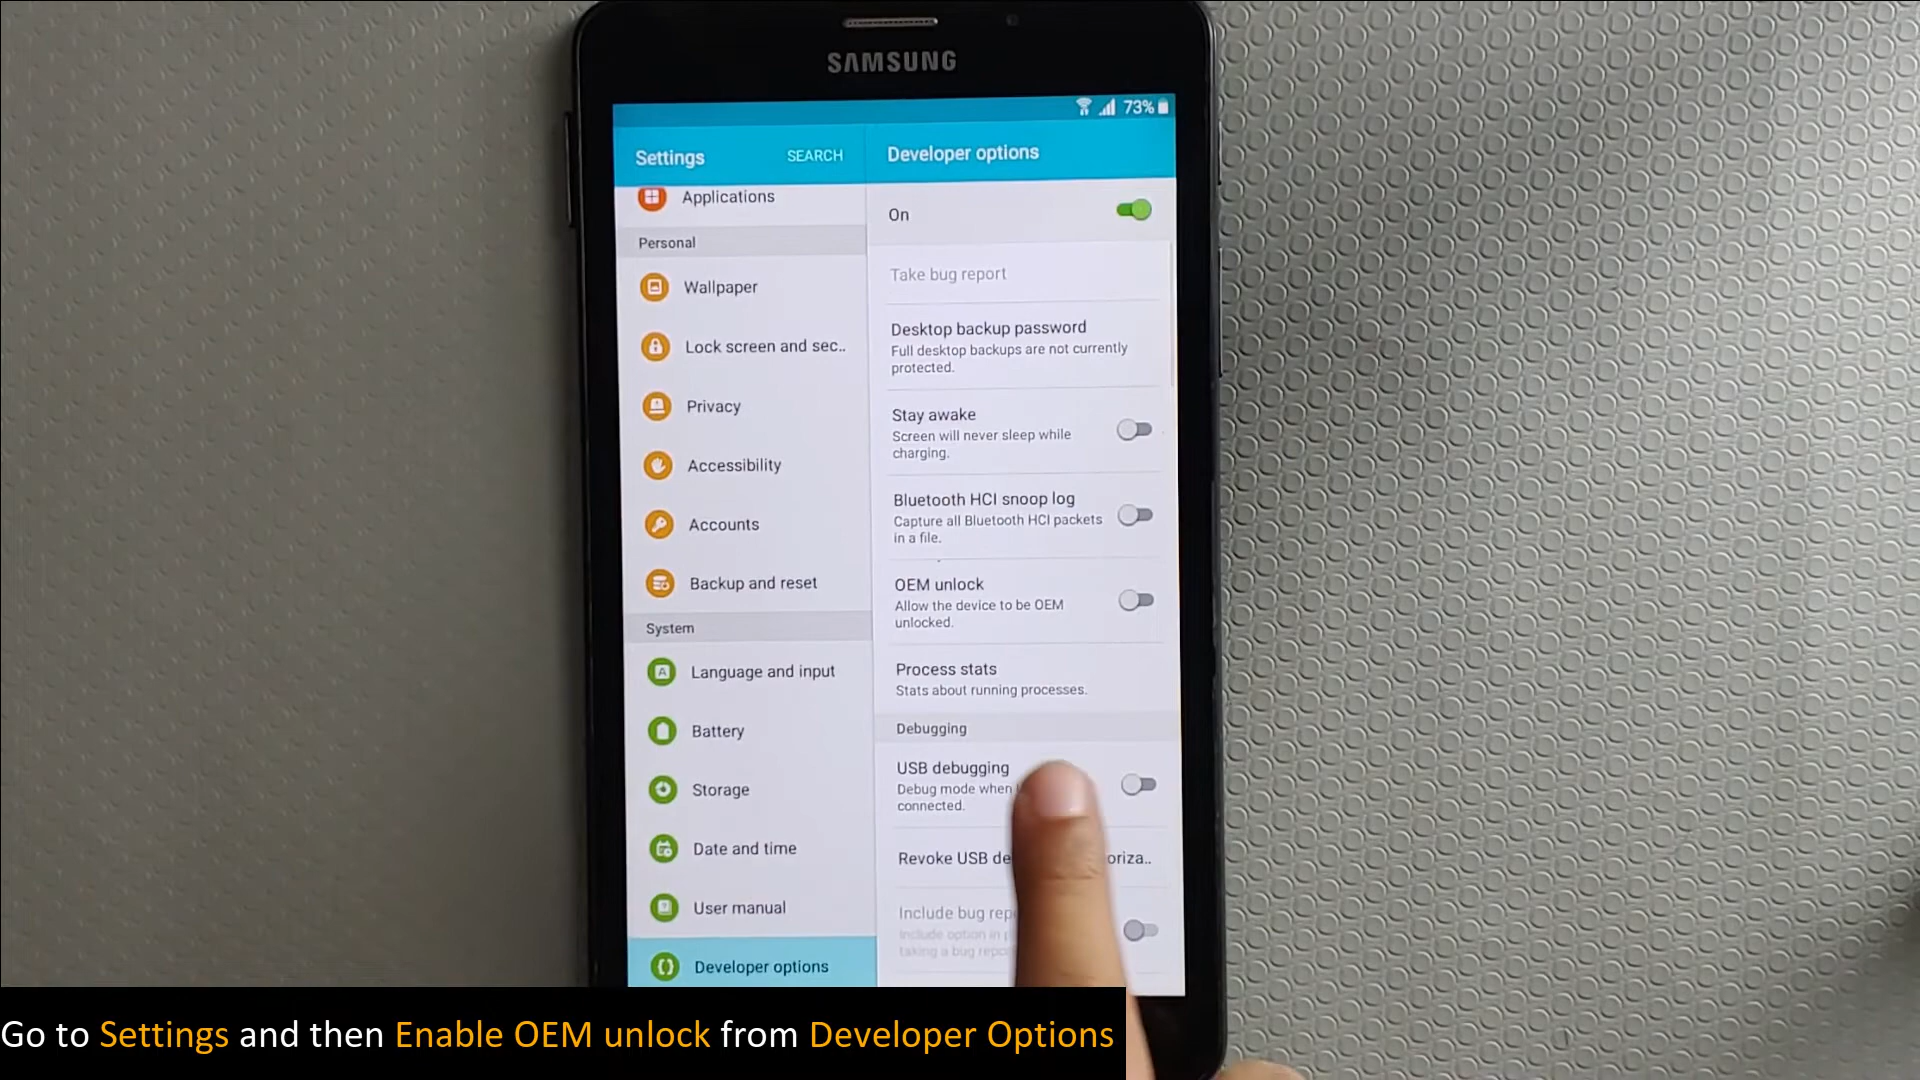 SAMSUNG
73%
Settings
SEARCH
Developer options
Applications
Personal
Wallpaper
Lock screen and sec..
Privacy
Accessibility
Accounts
Backup and reset
System
Language and input
Battery
Storage
Date and time
User manual
Developer options
On
Take bug report
Desktop backup password
Full desktop backups are not currently
protected.
Stay awake
Screen will never sleep while
charging.
Bluetooth HCI snoop log
Capture all Bluetooth HCI packets
in a file.
OEM unlock
Allow the device to be OEM
unlocked.
Process stats
Stats about running processes.
Debugging
USB debugging
Debug mode when
connected.
Revoke USB
Include bug
Include option in
taking a bug
Go to Settings and then Enable OEM unlock from Developer Options